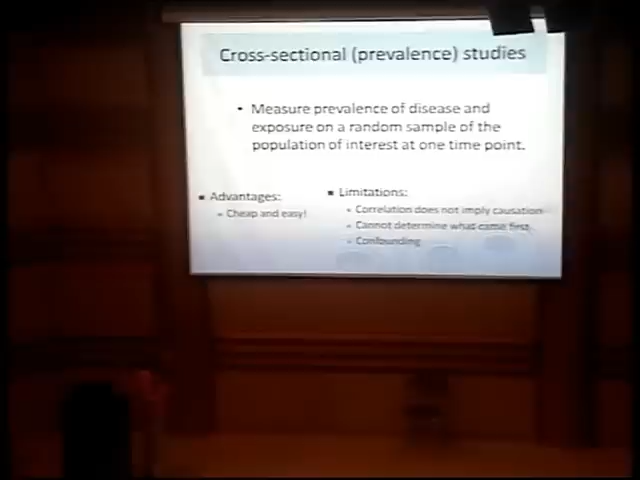 Cross-sectional (prevalence) studies
• Measure prevalence of disease and
exposure on a random sample of the
population of interest at one time point.
▪ Advantages:
▫ Cheap and easy!
▪ Limitations:
▫ Correlation does not imply causation
▫ Cannot determine what came first
▫ Confounding